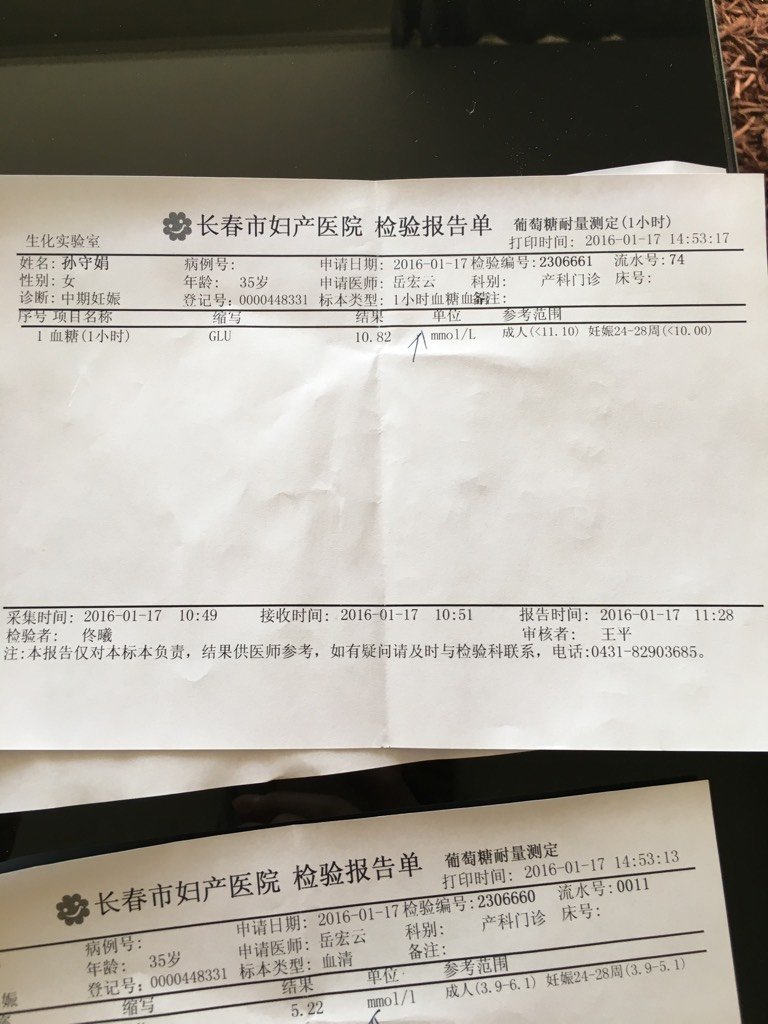 长春市妇产医院 检验报告单 葡萄糖耐量测定(1小时)
生化实验室 打印时间: 2016-01-17 14:53:17
姓名: 孙守娟 病例号: 申请日期: 2016-01-17 检验编号:2306661 流水号:74
性别: 女 年龄: 35岁 申请医师: 岳宏云 科别: 产科门诊 床号:
诊断: 中期妊娠 登记号:0000448331 标本类型: 1小时血糖血清 备注:
序号 项目名称 缩写 结果 单位 参考范围
1 血糖(1小时) GLU 10.82 ↑ mmol/L 成人(<11.10) 妊娠24-28周(<10.00)
采集时间: 2016-01-17 10:49 接收时间: 2016-01-17 10:51 报告时间: 2016-01-17 11:28
检验者: 佟曦 审核者: 王平
注:本报告仅对本标本负责，结果供医师参考，如有疑问请及时与检验科联系，电话:0431-82903685。
长春市妇产医院 检验报告单 葡萄糖耐量测定
打印时间: 2016-01-17 14:53:13
病例号: 申请日期: 2016-01-17 检验编号:2306660 流水号:0011
年龄: 35岁 申请医师: 岳宏云 科别: 产科门诊 床号:
娠 登记号:0000448331 标本类型: 血清 备注:
缩写 结果 单位 参考范围
5.22 mmol/l 成人(3.9-6.1) 妊娠24-28周(3.9-5.1)